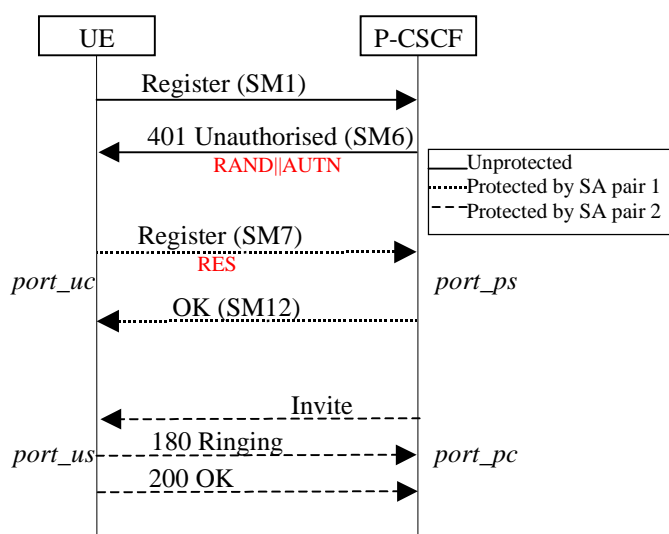 UE
P-CSCF
Register (SM1)
401 Unauthorised (SM6)
RAND||AUTN
Unprotected
Protected by SA pair 1
Protected by SA pair 2
Register (SM7)
RES
port_uc
port_ps
OK (SM12)
Invite
port_us
180 Ringing
port_pc
200 OK